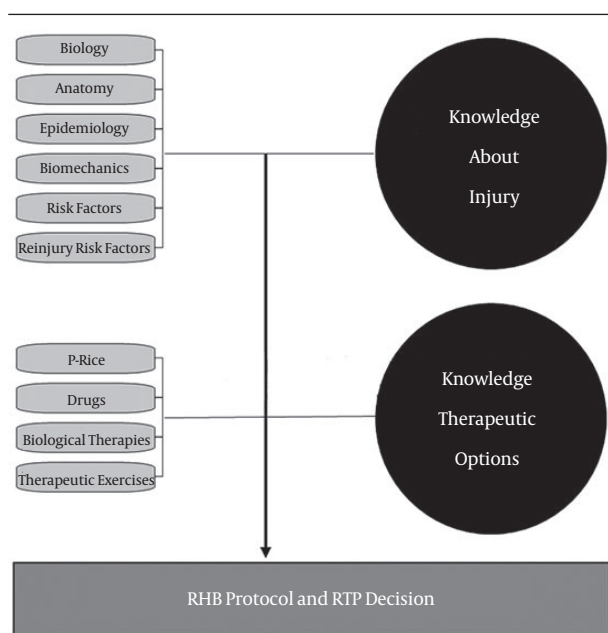 Biology
Anatomy
Epidemiology
Biomechanics
Risk Factors
Reinjury Risk Factors
Knowledge
About
Injury
P-Rice
Drugs
Biological Therapies
Therapeutic Exercises
Knowledge
Therapeutic
Options
RHB Protocol and RTP Decision